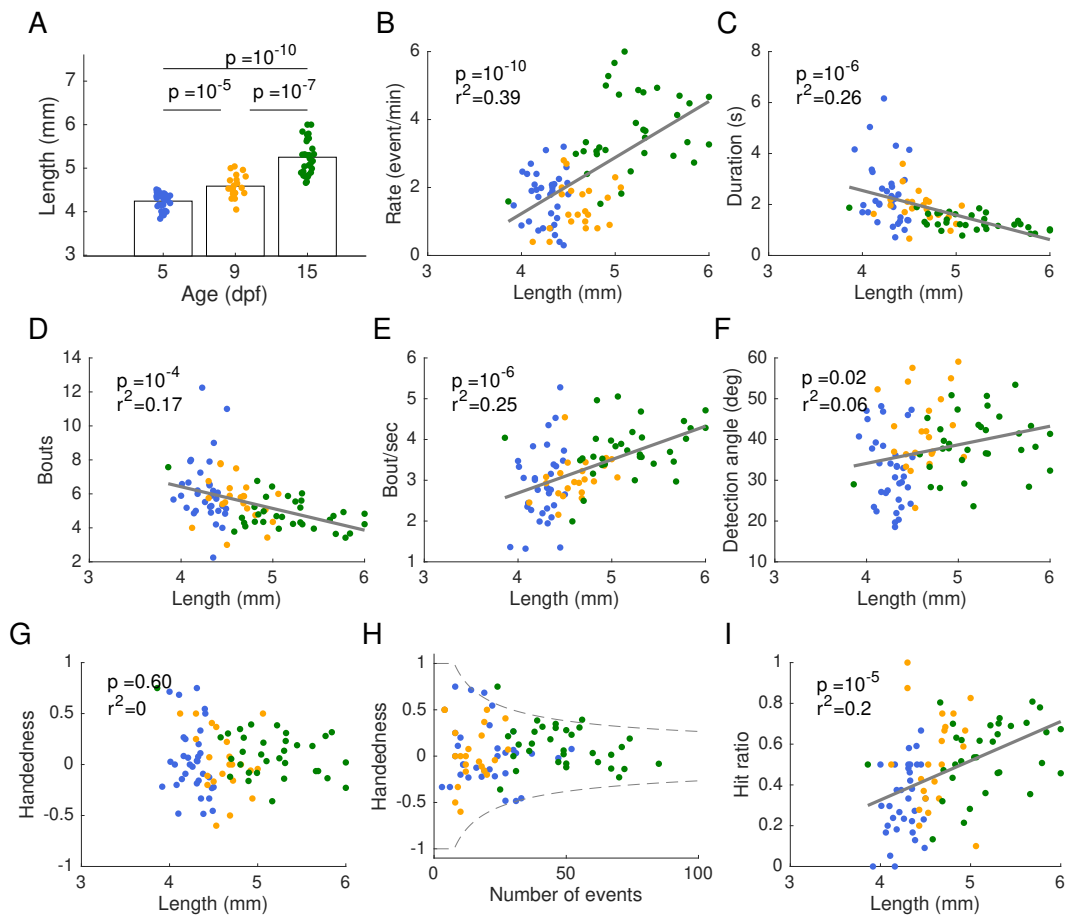 A
p =10^-10
p =10^-5 p =10^-7
7
6
5
4
3
Length (mm)
5 9 15
Age (dpf)
B
p =10^-10
r^2=0.39
6
4
2
0
Rate (event/min)
3 4 5 6
Length (mm)
C
p =10^-6
r^2=0.26
8
6
4
2
0
Duration (s)
3 4 5 6
Length (mm)
D
p =10^-4
r^2=0.17
14
12
10
8
6
4
2
Bouts
3 4 5 6
Length (mm)
E
p =10^-6
r^2=0.25
6
5
4
3
2
1
Bout/sec
3 4 5 6
Length (mm)
F
p =0.02
r^2=0.06
60
50
40
30
20
10
Detection angle (deg)
3 4 5 6
Length (mm)
G
p =0.60
r^2=0
1
0.5
0
-0.5
-1
Handedness
3 4 5 6
Length (mm)
H
1
0.5
0
-0.5
-1
Handedness
0 50 100
Number of events
I
p =10^-5
r^2=0.2
1
0.8
0.6
0.4
0.2
0
Hit ratio
3 4 5 6
Length (mm)